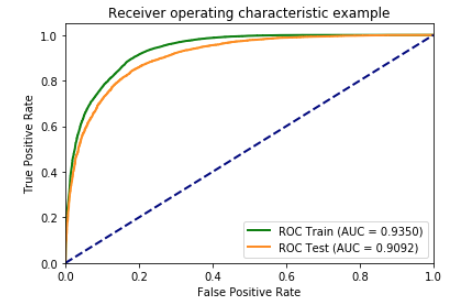 Receiver operating characteristic example
True Positive Rate
1.0
0.8
0.6
0.4
0.2
0.0
ROC Train (AUC = 0.9350)
ROC Test (AUC = 0.9092)
0.0 0.2 0.4 0.6 0.8 1.0
False Positive Rate